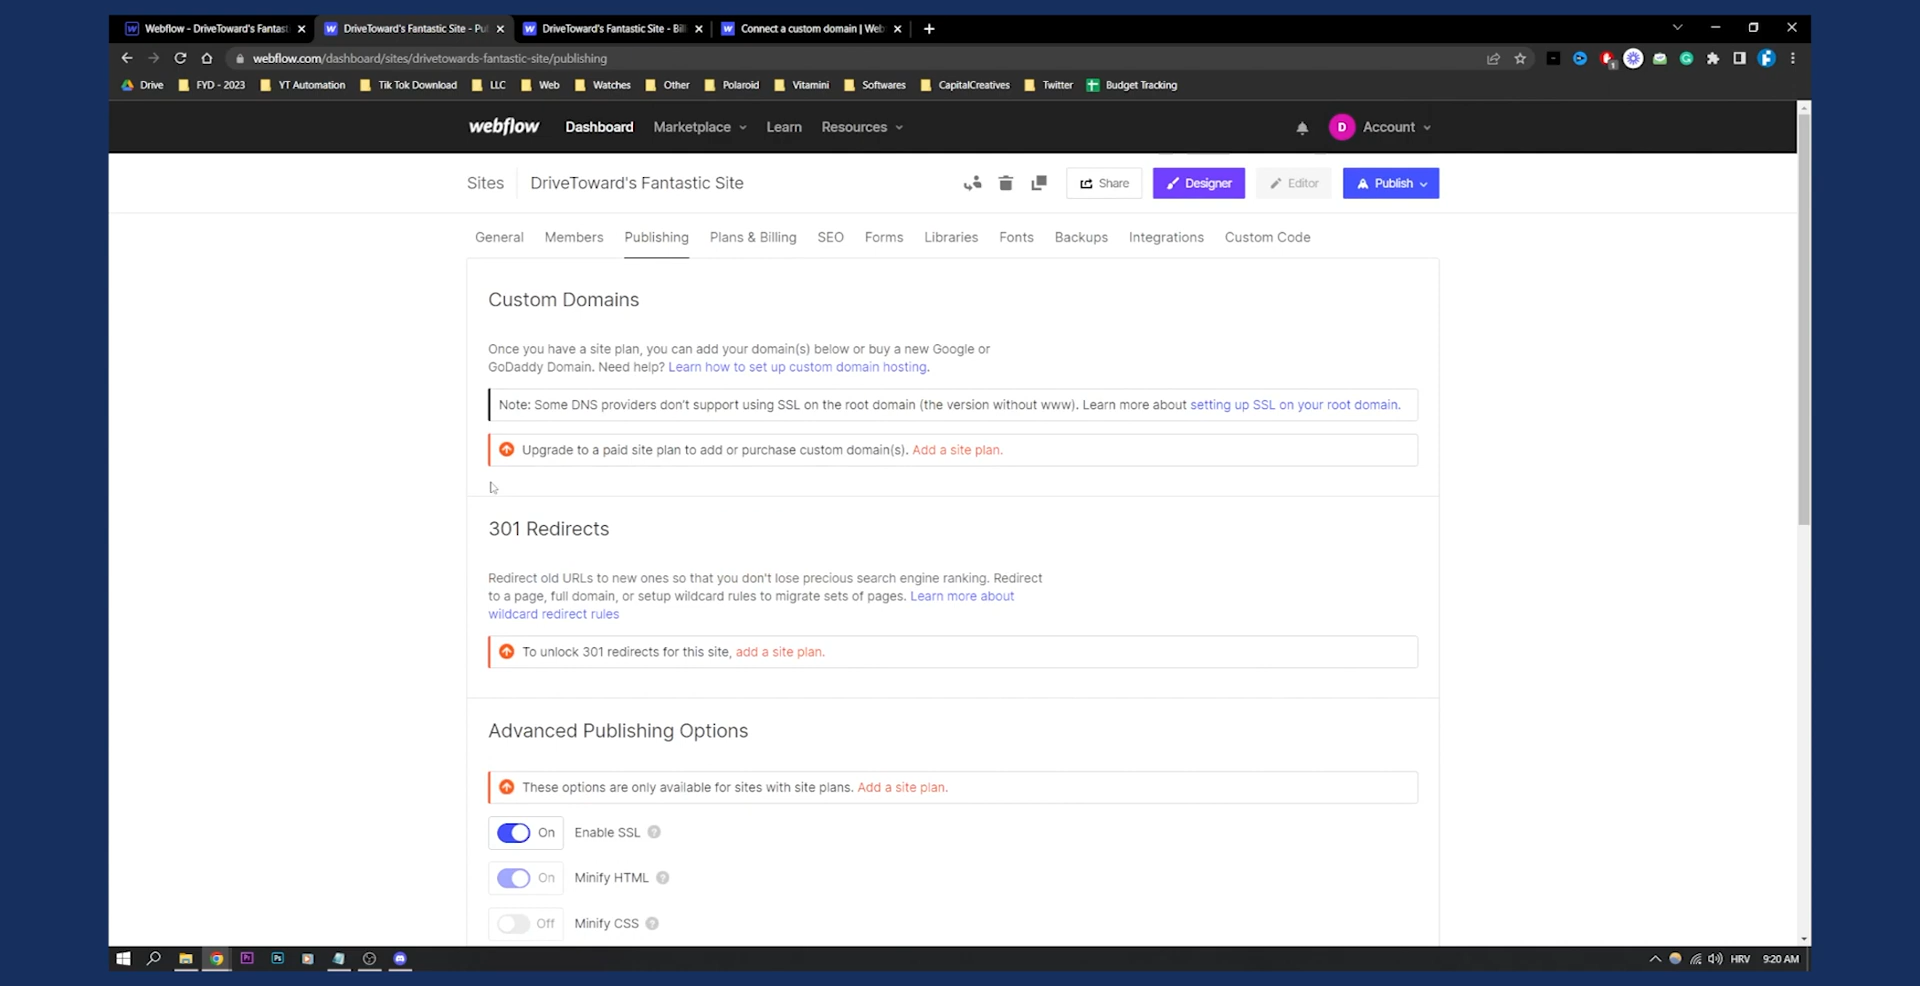 Webflow - DriveToward's Fantast
DriveToward's Fantastic Site - Pu
DriveToward's Fantastic Site - Bil
Connect a custom domain | Web
webflow.com/dashboard/sites/drivetowards-fantastic-site/publishing
1
Drive
FYD - 2023
YT Automation
Tik Tok Download
LLC
Web
Watches
Other
Polaroid
Vitamini
Softwares
CapitalCreatives
Twitter
Budget Tracking
webflow
Dashboard
Marketplace
Learn
Resources
D
Account
Sites
DriveToward's Fantastic Site
Share
Designer
Editor
Publish
General
Members
Publishing
Plans & Billing
SEO
Forms
Libraries
Fonts
Backups
Integrations
Custom Code
Custom Domains
Once you have a site plan, you can add your domain(s) below or buy a new Google or
GoDaddy Domain. Need help? Learn how to set up custom domain hosting.
Note: Some DNS providers don't support using SSL on the root domain (the version without www). Learn more about setting up SSL on your root domain.
Upgrade to a paid site plan to add or purchase custom domain(s). Add a site plan.
301 Redirects
Redirect old URLs to new ones so that you don't lose precious search engine ranking. Redirect
to a page, full domain, or setup wildcard rules to migrate sets of pages. Learn more about
wildcard redirect rules
To unlock 301 redirects for this site, add a site plan.
Advanced Publishing Options
These options are only available for sites with site plans. Add a site plan.
On
Enable SSL
?
On
Minify HTML
?
Off
Minify CSS
?
Pr
Ps
HRV
9:20 AM